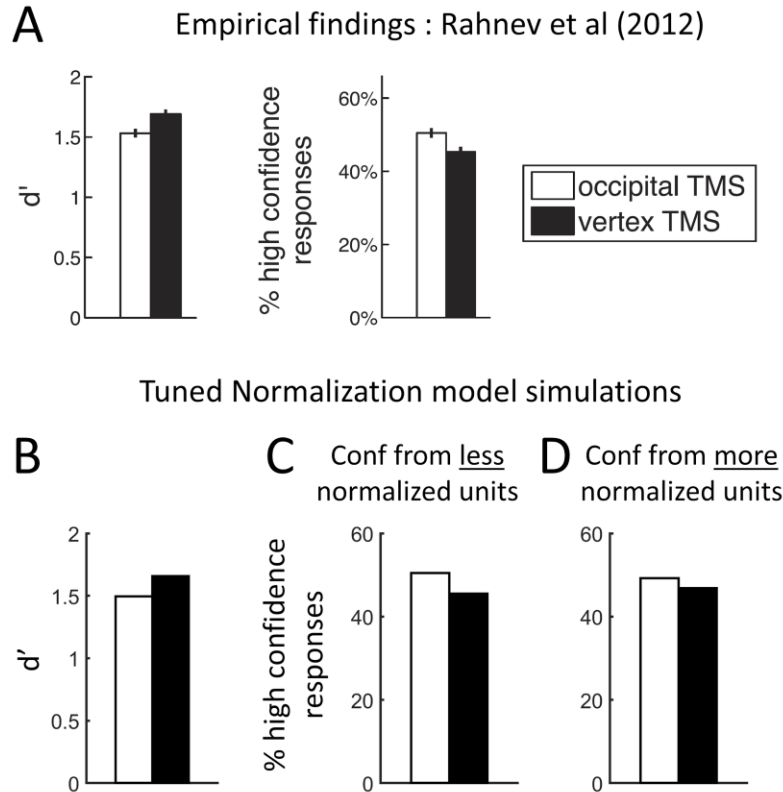 A
Empirical findings : Rahnev et al (2012)
2
1.5
1
0.5
0
d'
60%
40%
20%
0%
% high confidence
responses
occipital TMS
vertex TMS
Tuned Normalization model simulations
B
2
1.5
1
0.5
0
d′
C
Conf from less
normalized units
60
40
20
0
% high confidence
responses
D
Conf from more
normalized units
60
40
20
0